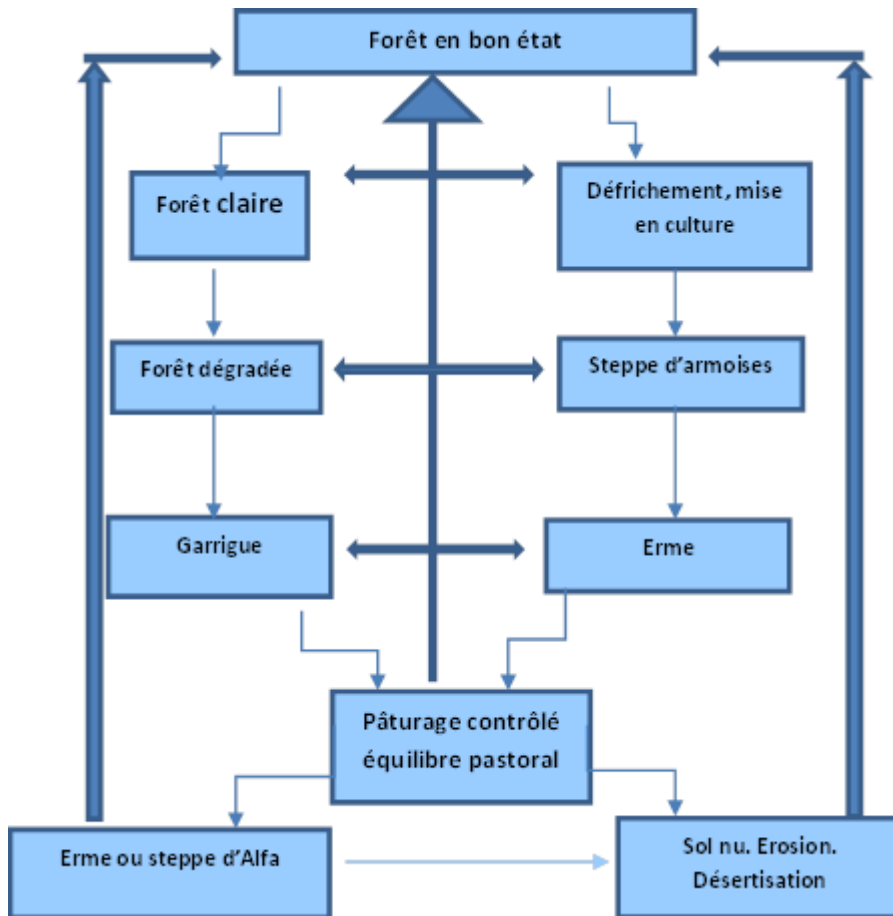 Forêt en bon état
Forêt claire
Défrichement, mise
en culture
Forêt dégradée
Steppe d'armoises
Garrigue
Erme
Pâturage contrôlé
équilibre pastoral
Erme ou steppe d'Alfa
Sol nu. Erosion.
Désertisation